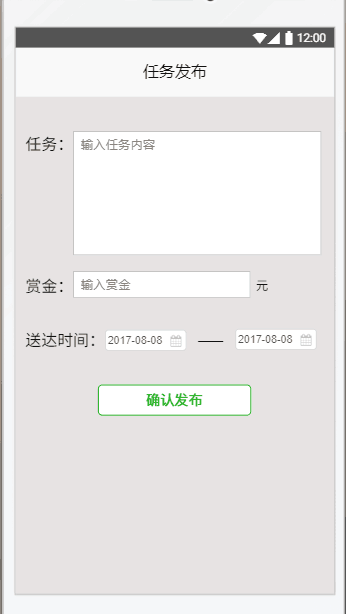 12:00
任务发布
任务： 输入任务内容
赏金： 输入赏金 元
送达时间： 2017-08-08 —— 2017-08-08
确认发布